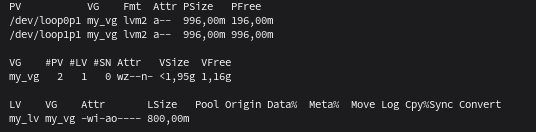 PV VG Fmt Attr PSize PFree
/dev/loop0p1 my_vg lvm2 a-- 996,00m 196,00m
/dev/loop1p1 my_vg lvm2 a-- 996,00m 996,00m
VG #PV #LV #SN Attr VSize VFree
my_vg 2 1 0 wz--n- <1,95g 1,16g
LV VG Attr LSize Pool Origin Data% Meta% Move Log Cpy%Sync Convert
my_lv my_vg -wi-ao---- 800,00m